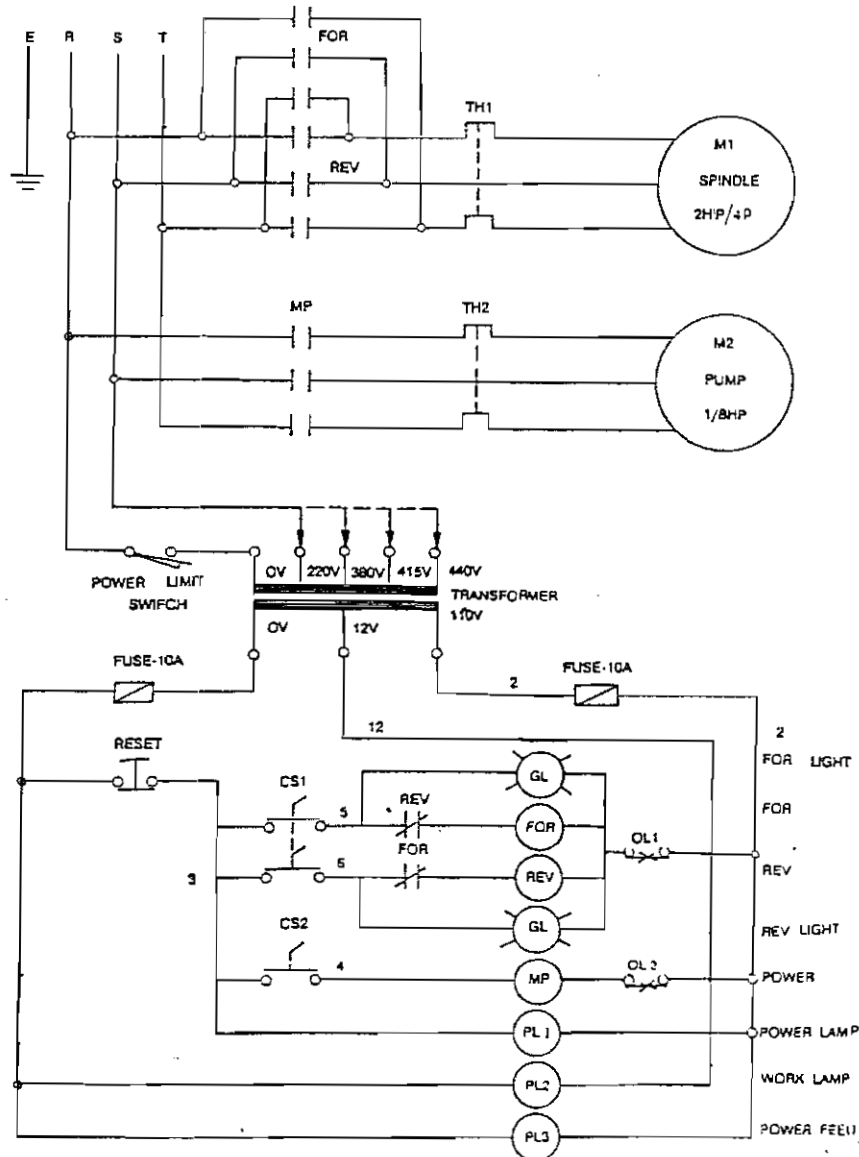 E R S T
FOR
TH1
M1
SPINDLE
2HP/4P
REV
MP
TH2
M2
PUMP
1/8HP
0V 220V 380V 415V 440V
POWER LIMIT
SWIFCH
TRANSFORMER
0V 12V 110V
FUSE-10A
2
FUSE-10A
12
2
RESET
FOR LIGHT
GL
CS1
5
REV
FOR
FOR
FOR
OL1
3
6
REV
REV
GL
REV LIGHT
CS2
4
MP
OL2
POWER
PL1
POWER LAMP
PL2
WORK LAMP
PL3
POWER FEED